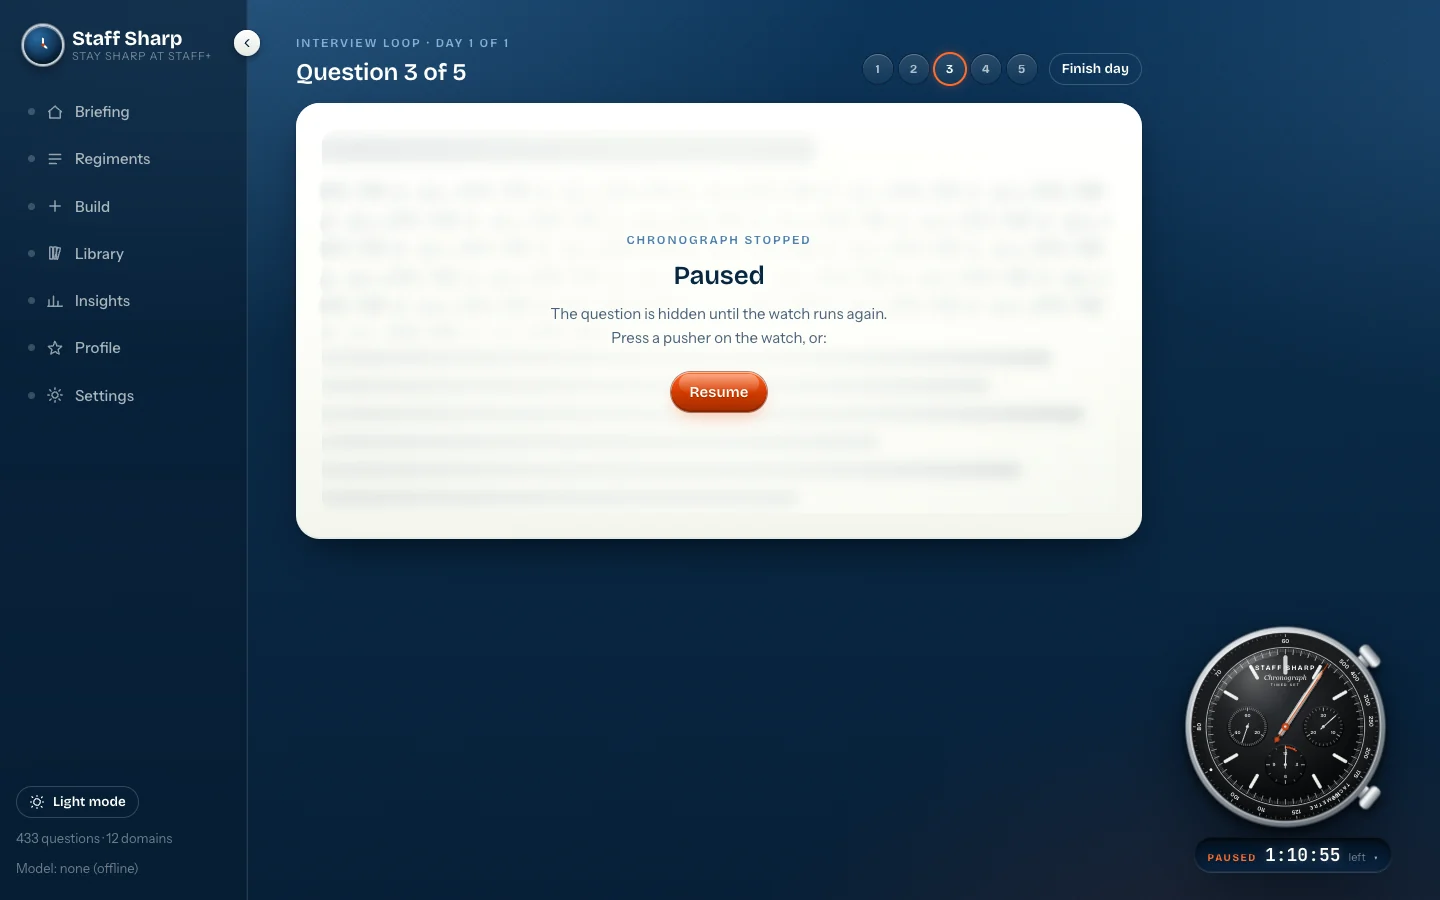 Staff Sharp
STAY SHARP AT STAFF+
Briefing
Regiments
Build
Library
Insights
Profile
Settings
Light mode
433 questions · 12 domains
Model: none (offline)
INTERVIEW LOOP · DAY 1 OF 1
Question 3 of 5
1 2 3 4 5
Finish day
CHRONOGRAPH STOPPED
Paused
The question is hidden until the watch runs again.
Press a pusher on the watch, or:
Resume
STAFF SHARP
Chronograph
PAUSED 1:10:55 left